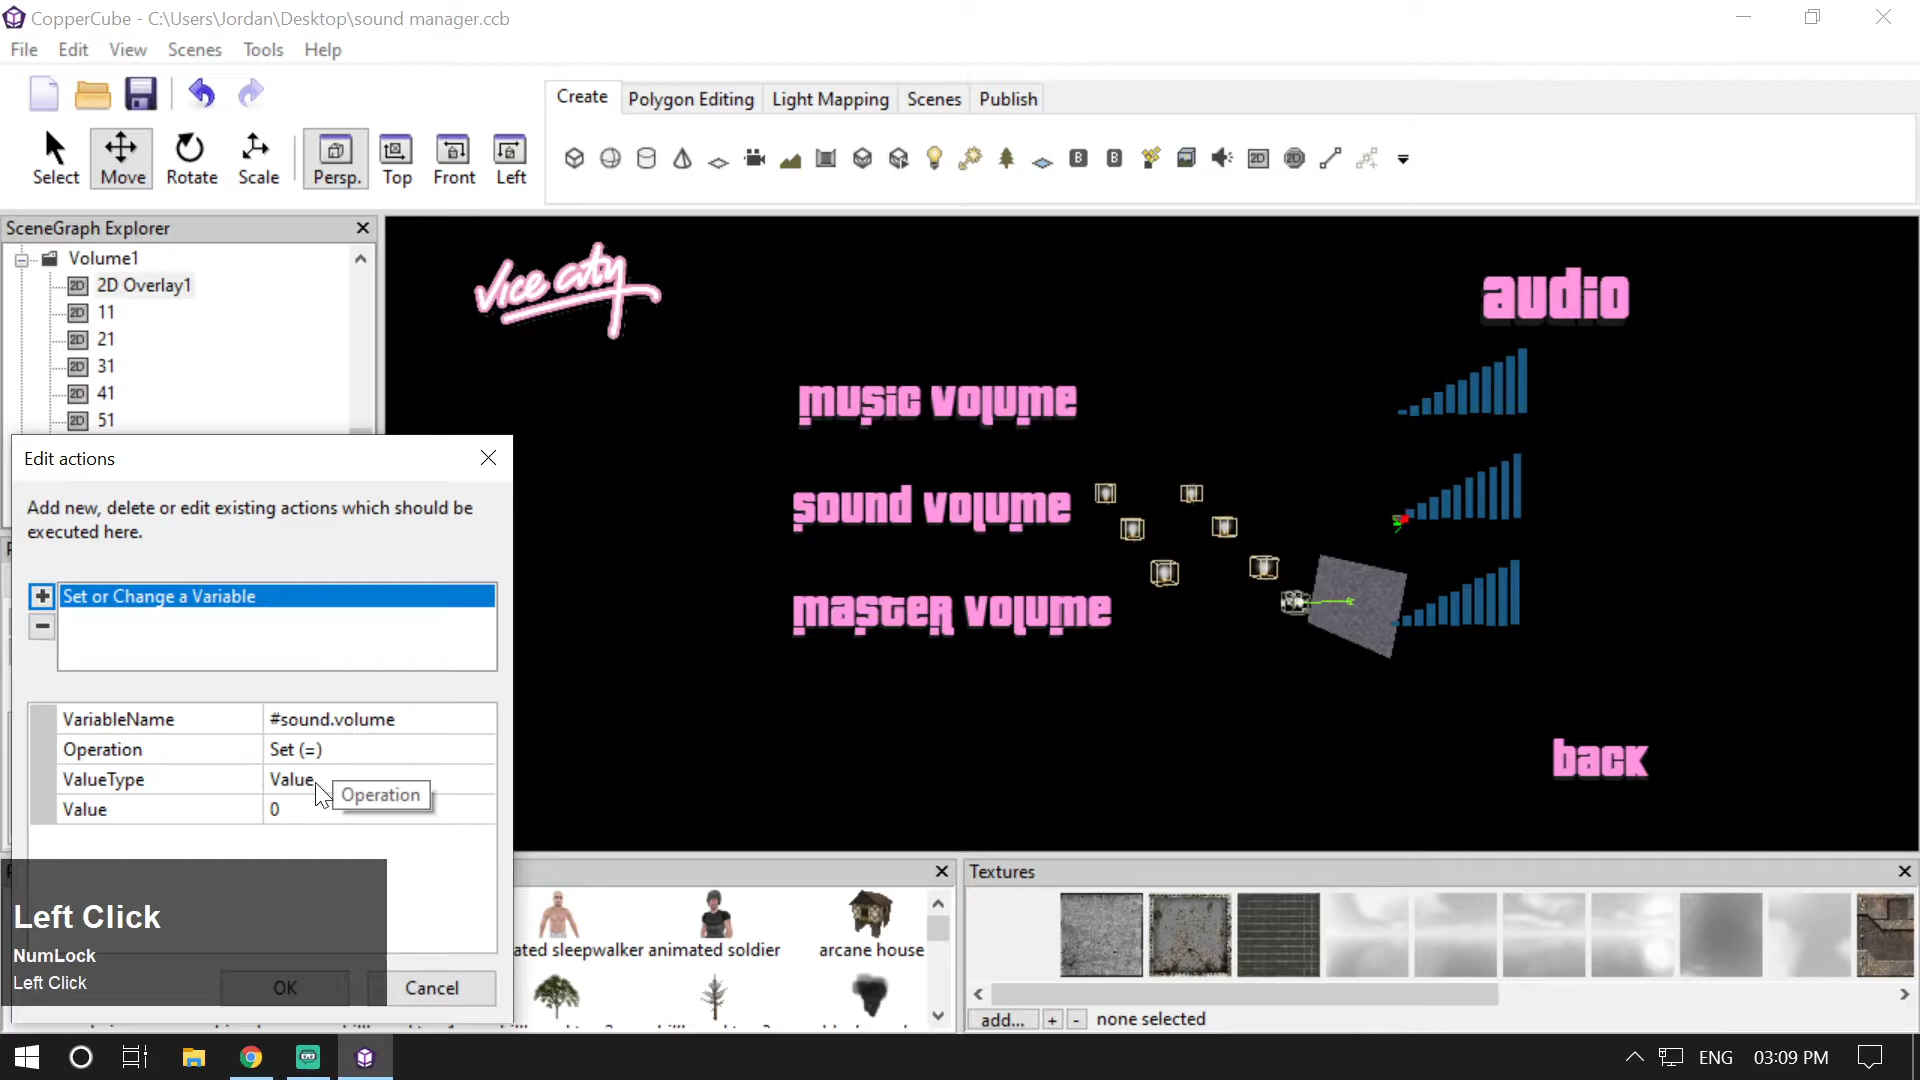 CopperCube - C:\Users\Jordan\Desktop\sound manager.ccb
File Edit View Scenes Tools Help
Create Polygon Editing Light Mapping Scenes Publish
Select Move Rotate Scale Persp. Top Front Left
SceneGraph Explorer
Volume1
2D Overlay1
11
21
31
41
51
vice city
audio
music volume
sound volume
master volume
back
Edit actions
Add new, delete or edit existing actions which should be
executed here.
Set or Change a Variable
VariableName #sound.volume
Operation Set (=)
ValueType Value
Operation
Value 0
Left Click
NumLock
Left Click
OK Cancel
ated sleepwalker animated soldier arcane house
Textures
add... + - none selected
ENG 03:09 PM